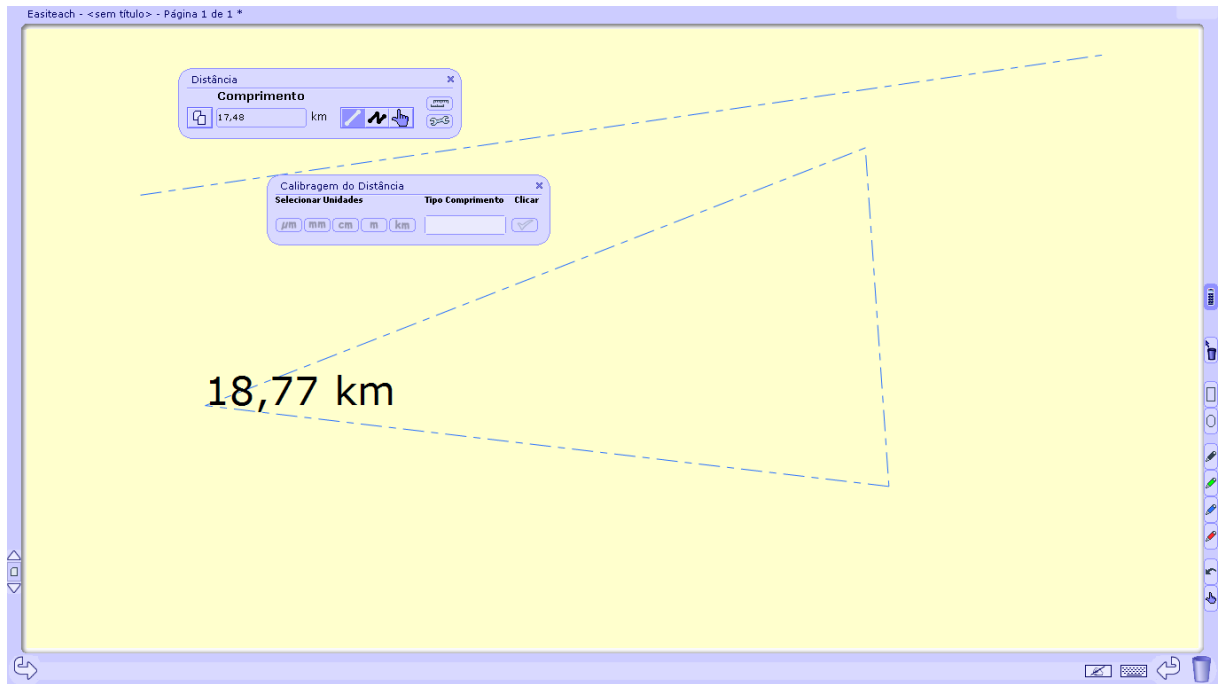 Easiteach - <sem título> - Página 1 de 1 *
Distância
Comprimento
17,48 km
Calibragem do Distância
Selecionar Unidades Tipo Comprimento Clicar
µm mm cm m km
18,77 km